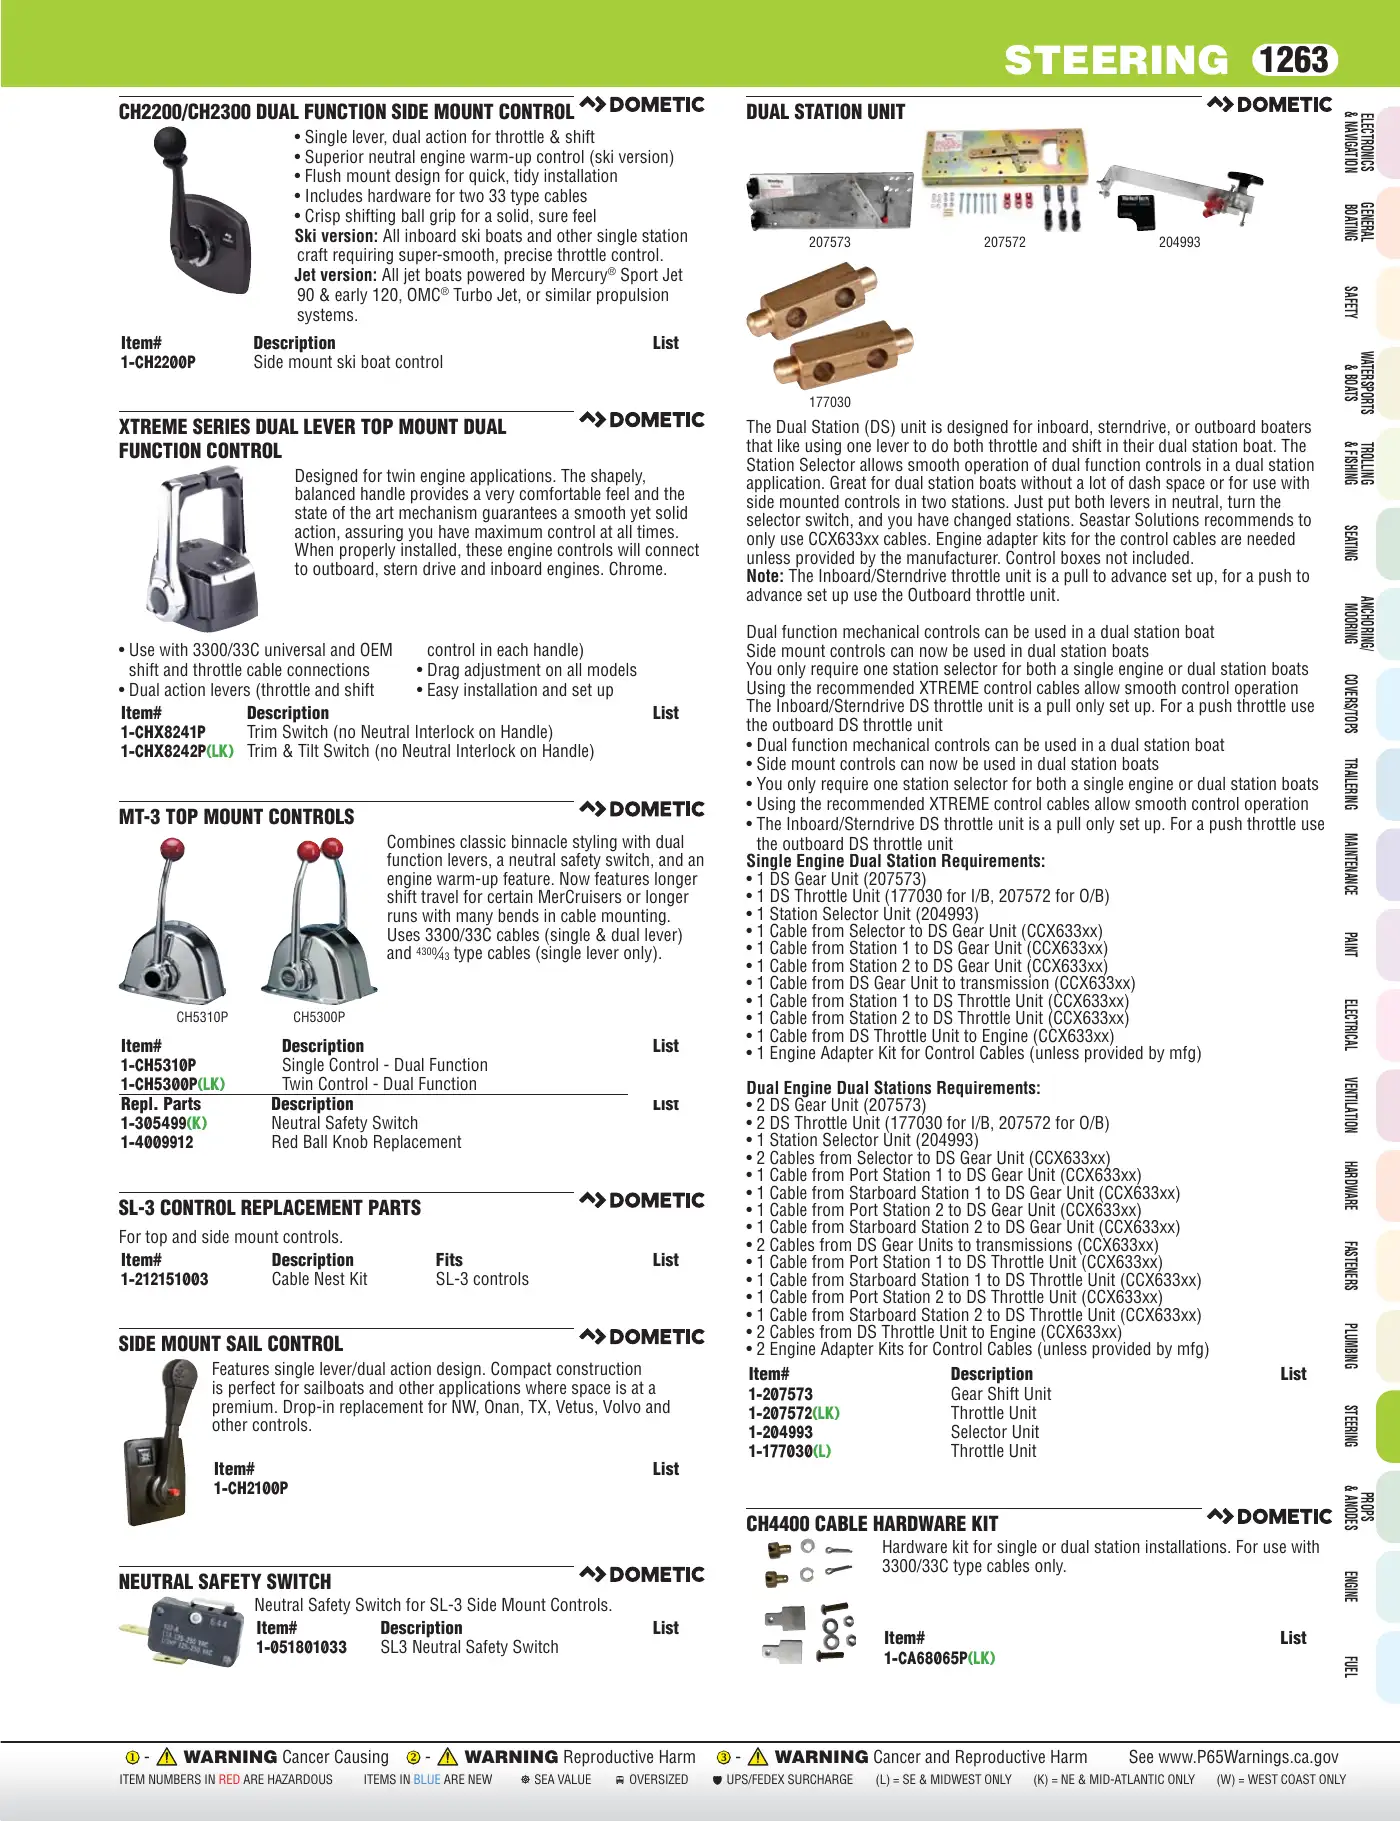 STEERING 1263
CH2200/CH2300 DUAL FUNCTION SIDE MOUNT CONTROL DOMETIC
• Single lever, dual action for throttle & shift
• Superior neutral engine warm-up control (ski version)
• Flush mount design for quick, tidy installation
• Includes hardware for two 33 type cables
• Crisp shifting ball grip for a solid, sure feel
Ski version: All inboard ski boats and other single station
craft requiring super-smooth, precise throttle control.
Jet version: All jet boats powered by Mercury® Sport Jet
90 & early 120, OMC® Turbo Jet, or similar propulsion
systems.
Item# Description List
1-CH2200P Side mount ski boat control
XTREME SERIES DUAL LEVER TOP MOUNT DUAL DOMETIC
FUNCTION CONTROL
Designed for twin engine applications. The shapely,
balanced handle provides a very comfortable feel and the
state of the art mechanism guarantees a smooth yet solid
action, assuring you have maximum control at all times.
When properly installed, these engine controls will connect
to outboard, stern drive and inboard engines. Chrome.
• Use with 3300/33C universal and OEM
shift and throttle cable connections
• Dual action levers (throttle and shift
control in each handle)
• Drag adjustment on all models
• Easy installation and set up
Item# Description List
1-CHX8241P Trim Switch (no Neutral Interlock on Handle)
1-CHX8242P(LK) Trim & Tilt Switch (no Neutral Interlock on Handle)
MT-3 TOP MOUNT CONTROLS DOMETIC
Combines classic binnacle styling with dual
function levers, a neutral safety switch, and an
engine warm-up feature. Now features longer
shift travel for certain MerCruisers or longer
runs with many bends in cable mounting.
Uses 3300/33C cables (single & dual lever)
and 4300⁄43 type cables (single lever only).
CH5310P CH5300P
Item# Description List
1-CH5310P Single Control - Dual Function
1-CH5300P(LK) Twin Control - Dual Function
Repl. Parts Description List
1-305499(K) Neutral Safety Switch
1-4009912 Red Ball Knob Replacement
SL-3 CONTROL REPLACEMENT PARTS DOMETIC
For top and side mount controls.
Item# Description Fits List
1-212151003 Cable Nest Kit SL-3 controls
SIDE MOUNT SAIL CONTROL DOMETIC
Features single lever/dual action design. Compact construction
is perfect for sailboats and other applications where space is at a
premium. Drop-in replacement for NW, Onan, TX, Vetus, Volvo and
other controls.
Item# List
1-CH2100P
NEUTRAL SAFETY SWITCH DOMETIC
Neutral Safety Switch for SL-3 Side Mount Controls.
Item# Description List
1-051801033 SL3 Neutral Safety Switch
DUAL STATION UNIT DOMETIC
207573 207572 204993
177030
The Dual Station (DS) unit is designed for inboard, sterndrive, or outboard boaters
that like using one lever to do both throttle and shift in their dual station boat. The
Station Selector allows smooth operation of dual function controls in a dual station
application. Great for dual station boats without a lot of dash space or for use with
side mounted controls in two stations. Just put both levers in neutral, turn the
selector switch, and you have changed stations. Seastar Solutions recommends to
only use CCX633xx cables. Engine adapter kits for the control cables are needed
unless provided by the manufacturer. Control boxes not included.
Note: The Inboard/Sterndrive throttle unit is a pull to advance set up, for a push to
advance set up use the Outboard throttle unit.
Dual function mechanical controls can be used in a dual station boat
Side mount controls can now be used in dual station boats
You only require one station selector for both a single engine or dual station boats
Using the recommended XTREME control cables allow smooth control operation
The Inboard/Sterndrive DS throttle unit is a pull only set up. For a push throttle use
the outboard DS throttle unit
• Dual function mechanical controls can be used in a dual station boat
• Side mount controls can now be used in dual station boats
• You only require one station selector for both a single engine or dual station boats
• Using the recommended XTREME control cables allow smooth control operation
• The Inboard/Sterndrive DS throttle unit is a pull only set up. For a push throttle use
the outboard DS throttle unit
Single Engine Dual Station Requirements:
• 1 DS Gear Unit (207573)
• 1 DS Throttle Unit (177030 for I/B, 207572 for O/B)
• 1 Station Selector Unit (204993)
• 1 Cable from Selector to DS Gear Unit (CCX633xx)
• 1 Cable from Station 1 to DS Gear Unit (CCX633xx)
• 1 Cable from Station 2 to DS Gear Unit (CCX633xx)
• 1 Cable from DS Gear Unit to transmission (CCX633xx)
• 1 Cable from Station 1 to DS Throttle Unit (CCX633xx)
• 1 Cable from Station 2 to DS Throttle Unit (CCX633xx)
• 1 Cable from DS Throttle Unit to Engine (CCX633xx)
• 1 Engine Adapter Kit for Control Cables (unless provided by mfg)
Dual Engine Dual Stations Requirements:
• 2 DS Gear Unit (207573)
• 2 DS Throttle Unit (177030 for I/B, 207572 for O/B)
• 1 Station Selector Unit (204993)
• 2 Cables from Selector to DS Gear Unit (CCX633xx)
• 1 Cable from Port Station 1 to DS Gear Unit (CCX633xx)
• 1 Cable from Starboard Station 1 to DS Gear Unit (CCX633xx)
• 1 Cable from Port Station 2 to DS Gear Unit (CCX633xx)
• 1 Cable from Starboard Station 2 to DS Gear Unit (CCX633xx)
• 2 Cables from DS Gear Units to transmissions (CCX633xx)
• 1 Cable from Port Station 1 to DS Throttle Unit (CCX633xx)
• 1 Cable from Starboard Station 1 to DS Throttle Unit (CCX633xx)
• 1 Cable from Port Station 2 to DS Throttle Unit (CCX633xx)
• 1 Cable from Starboard Station 2 to DS Throttle Unit (CCX633xx)
• 2 Cables from DS Throttle Unit to Engine (CCX633xx)
• 2 Engine Adapter Kits for Control Cables (unless provided by mfg)
Item# Description List
1-207573 Gear Shift Unit
1-207572(LK) Throttle Unit
1-204993 Selector Unit
1-177030(L) Throttle Unit
CH4400 CABLE HARDWARE KIT DOMETIC
Hardware kit for single or dual station installations. For use with
3300/33C type cables only.
Item# List
1-CA68065P(LK)
ELECTRONICS
& NAVIGATION
GENERAL
BOATING
SAFETY
WATERSPORTS
& BOATS
TROLLING
& FISHING
SEATING
ANCHORING/
MOORING
COVERS/TOPS
TRAILERING
MAINTENANCE
PAINT
ELECTRICAL
VENTILATION
HARDWARE
FASTENERS
PLUMBING
STEERING
PROPS
& ANODES
ENGINE
FUEL
1 - WARNING Cancer Causing 2 - WARNING Reproductive Harm 3 - WARNING Cancer and Reproductive Harm See www.P65Warnings.ca.gov
ITEM NUMBERS IN RED ARE HAZARDOUS ITEMS IN BLUE ARE NEW SEA VALUE OVERSIZED UPS/FEDEX SURCHARGE (L) = SE & MIDWEST ONLY (K) = NE & MID-ATLANTIC ONLY (W) = WEST COAST ONLY